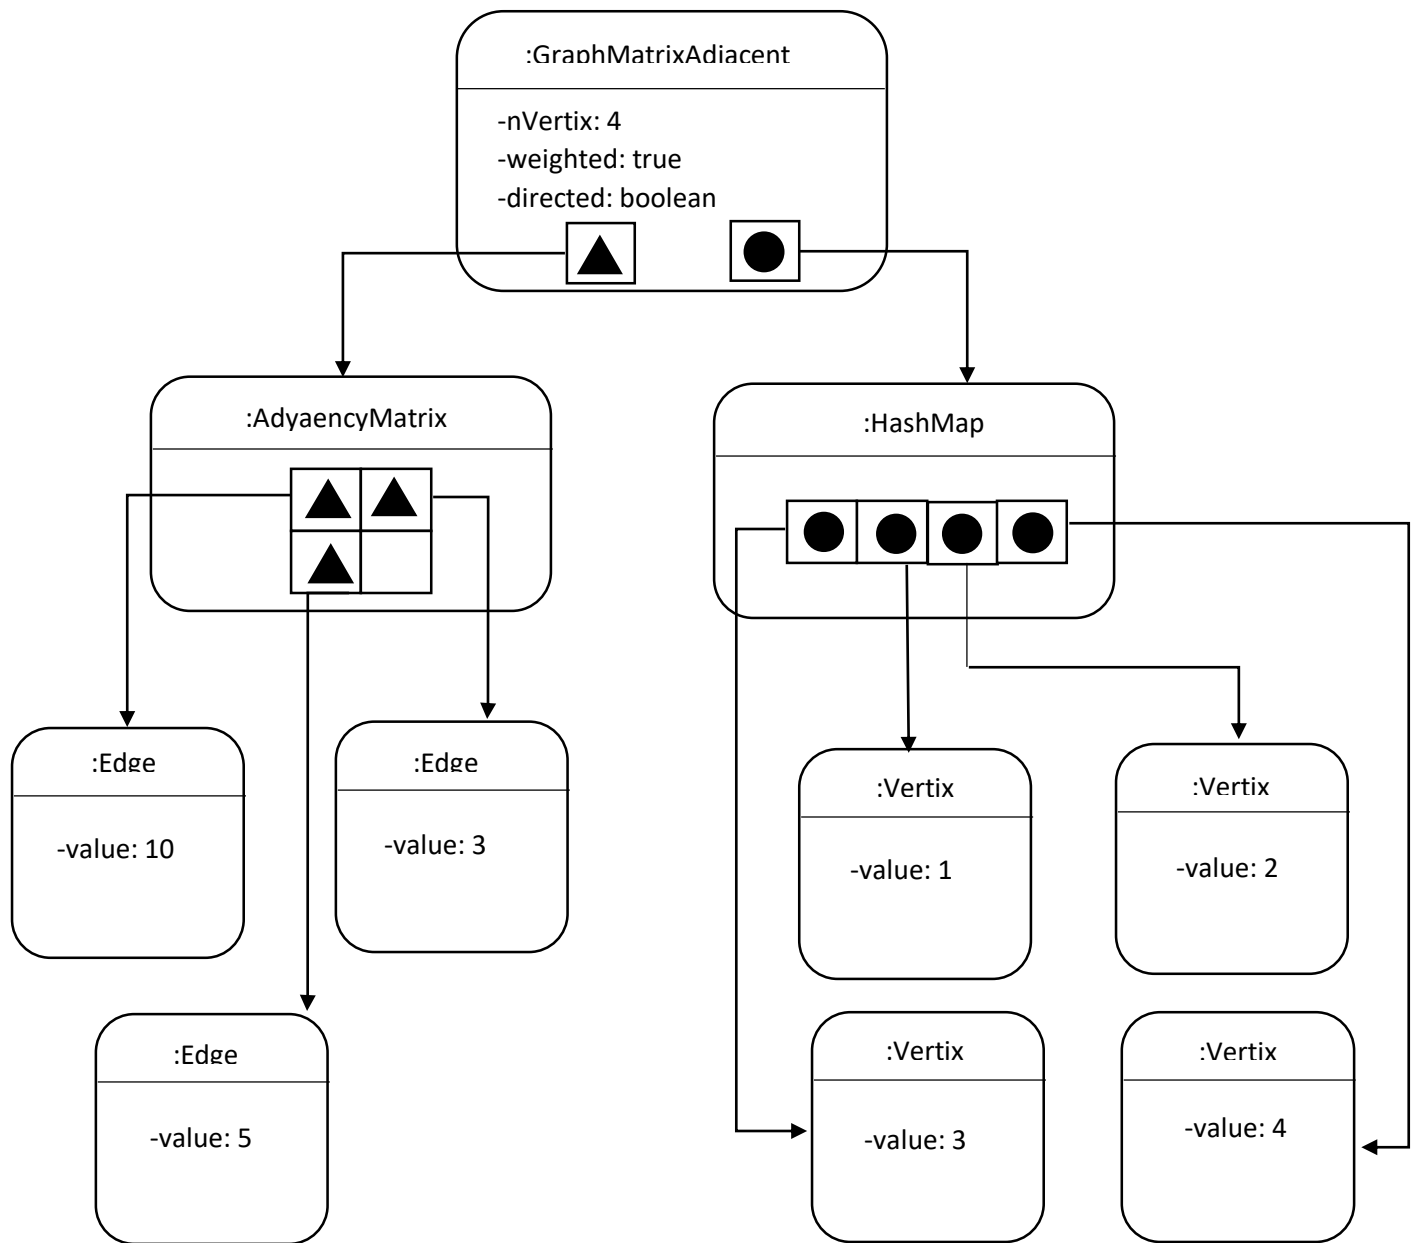 :GraphMatrixAdjacent
-nVertix: 4
-weighted: true
-directed: boolean
:AdyaencyMatrix
:HashMap
:Edge
-value: 10
:Edge
-value: 3
:Vertix
-value: 1
:Vertix
-value: 2
:Edge
-value: 5
:Vertix
-value: 3
:Vertix
-value: 4